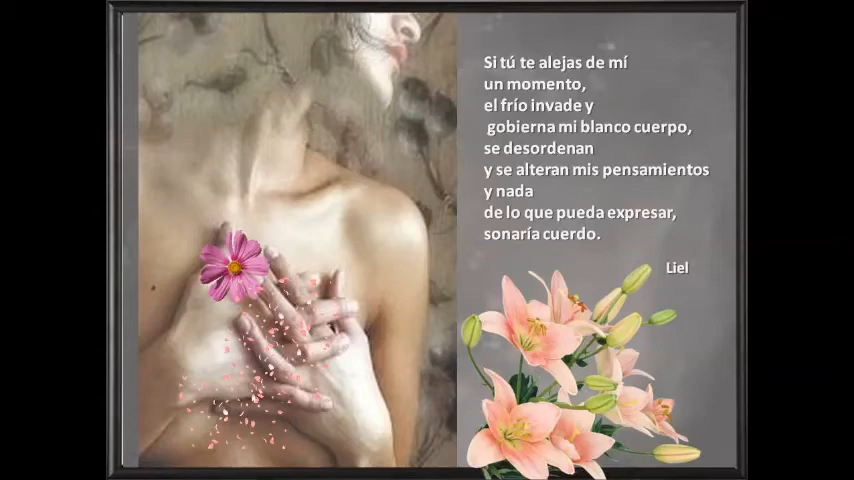 Si tú te alejas de mí
un momento,
el frío invade y
gobierna mi blanco cuerpo,
se desordenan
y se alteran mis pensamientos
y nada
de lo que pueda expresar,
sonaría cuerdo.
Liel